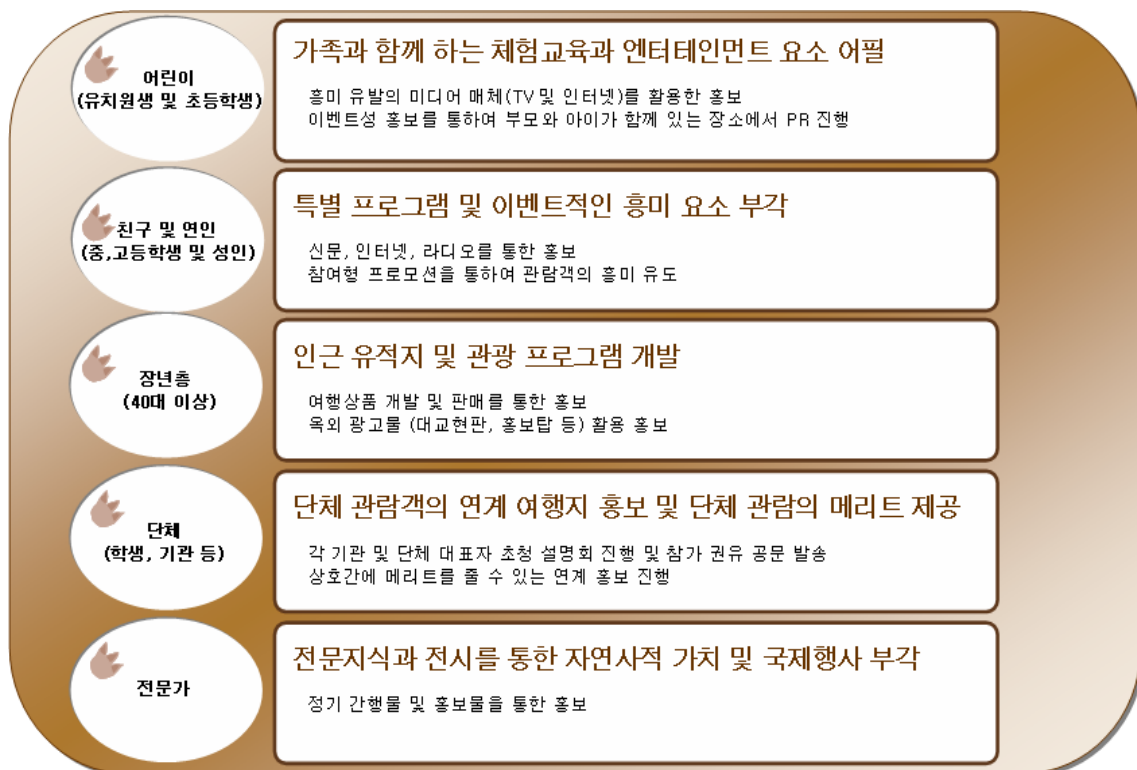 어린이
(유치원생 및 초등학생)
가족과 함께 하는 체험교육과 엔터테인먼트 요소 어필
흥미 유발의 미디어 매체(TV 및 인터넷)를 활용한 홍보
이벤트성 홍보를 통하여 부모와 아이가 함께 있는 장소에서 PR 진행
친구 및 연인
(중,고등학생 및 성인)
특별 프로그램 및 이벤트적인 흥미 요소 부각
신문, 인터넷, 라디오를 통한 홍보
참여형 프로모션을 통하여 관람객의 흥미 유도
장년층
(40대 이상)
인근 유적지 및 관광 프로그램 개발
여행상품 개발 및 판매를 통한 홍보
옥외 광고물 (대교현판, 홍보탑 등) 활용 홍보
단체
(학생, 기관 등)
단체 관람객의 연계 여행지 홍보 및 단체 관람의 메리트 제공
각 기관 및 단체 대표자 초청 설명회 진행 및 참가 권유 공문 발송
상호간에 메리트를 줄 수 있는 연계 홍보 진행
전문가
전문지식과 전시를 통한 자연사적 가치 및 국제행사 부각
정기 간행물 및 홍보물을 통한 홍보